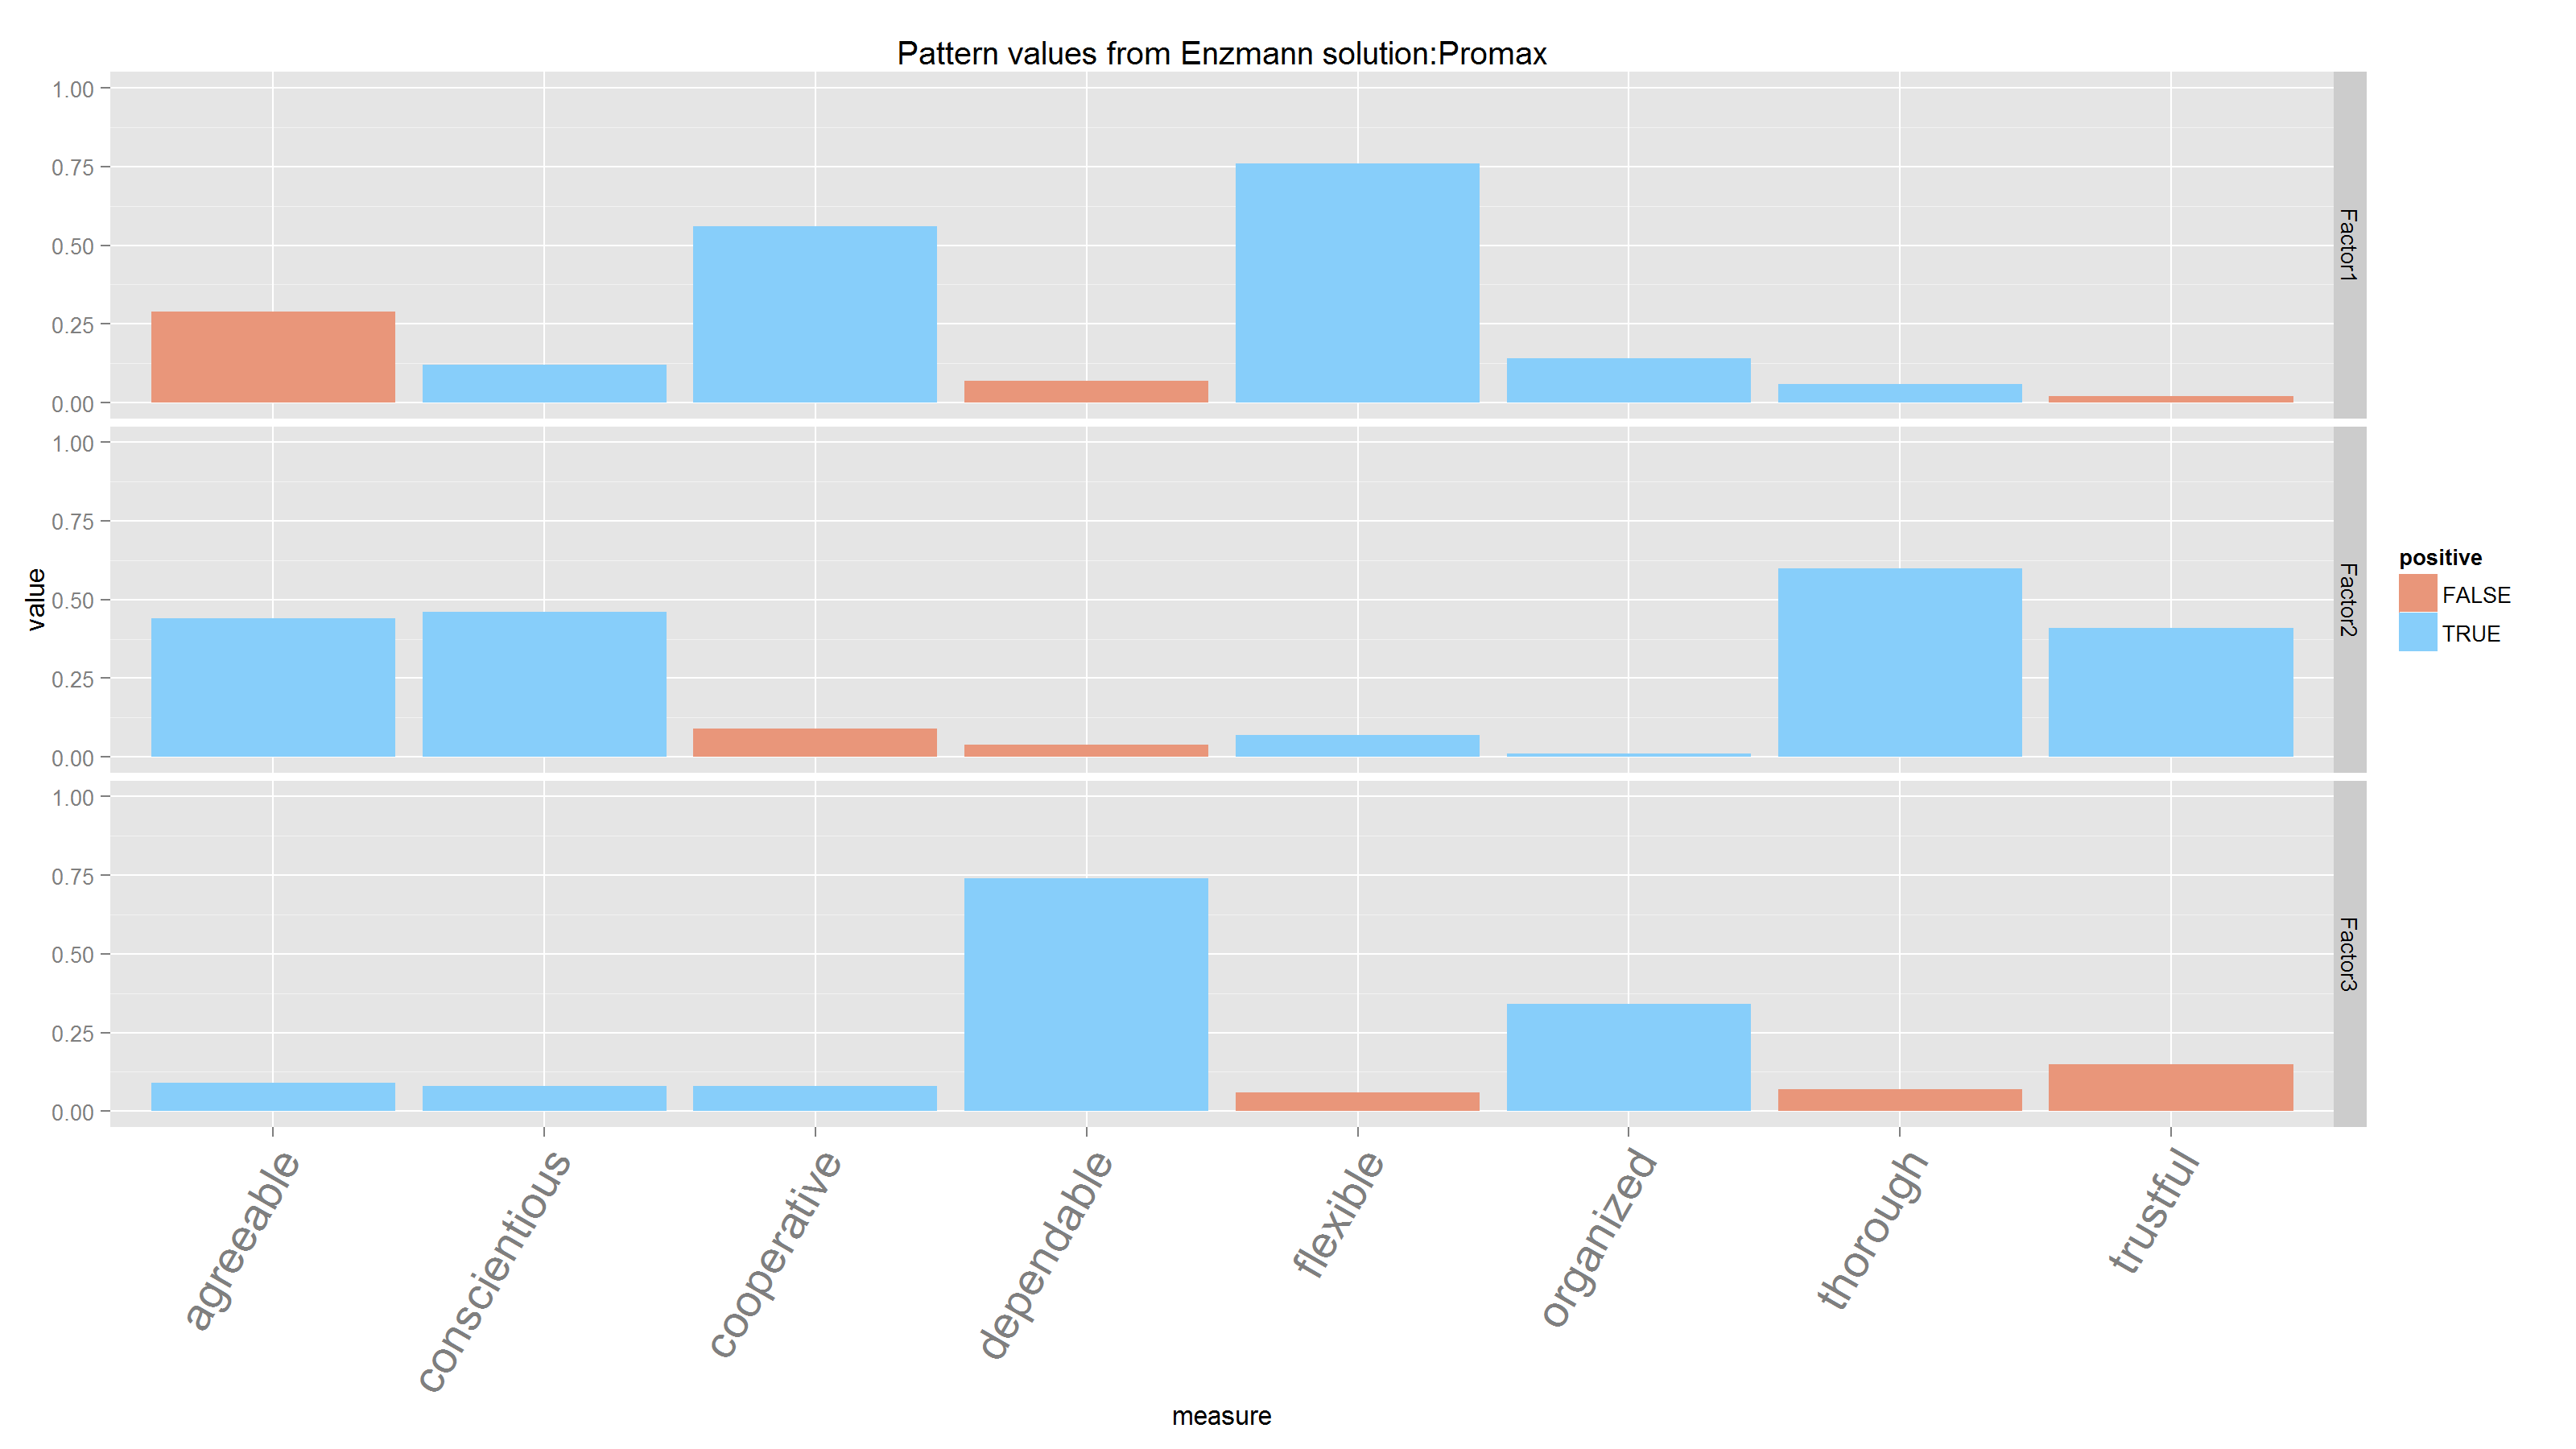 Pattern values from Enzmann solution:Promax
1.00
0.75
0.50
0.25
0.00
Factor1
1.00
0.75
0.50
0.25
0.00
Factor2
1.00
0.75
0.50
0.25
0.00
Factor3
value
agreeable
conscientious
cooperative
dependable
flexible
organized
thorough
trustful
measure
positive
FALSE
TRUE